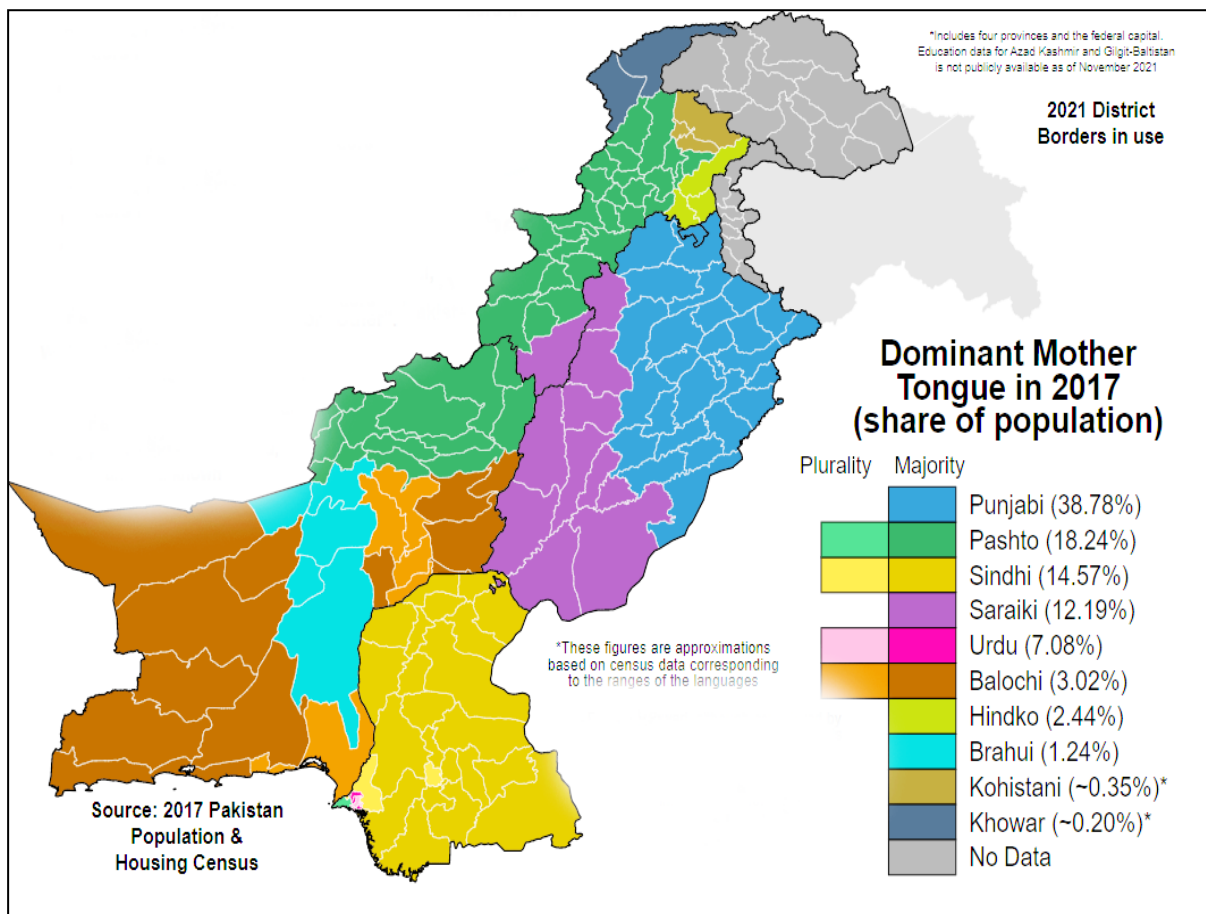 *Includes four provinces and the federal capital.
Education data for Azad Kashmir and Gilgit-Baltistan
is not publicly available as of November 2021
2021 District
Borders in use
Dominant Mother
Tongue in 2017
(share of population)
Plurality Majority
Punjabi (38.78%)
Pashto (18.24%)
Sindhi (14.57%)
Saraiki (12.19%)
Urdu (7.08%)
Balochi (3.02%)
Hindko (2.44%)
Brahui (1.24%)
Kohistani (~0.35%)*
Khowar (~0.20%)*
No Data
*These figures are approximations
based on census data corresponding
to the ranges of the languages
Source: 2017 Pakistan
Population &
Housing Census